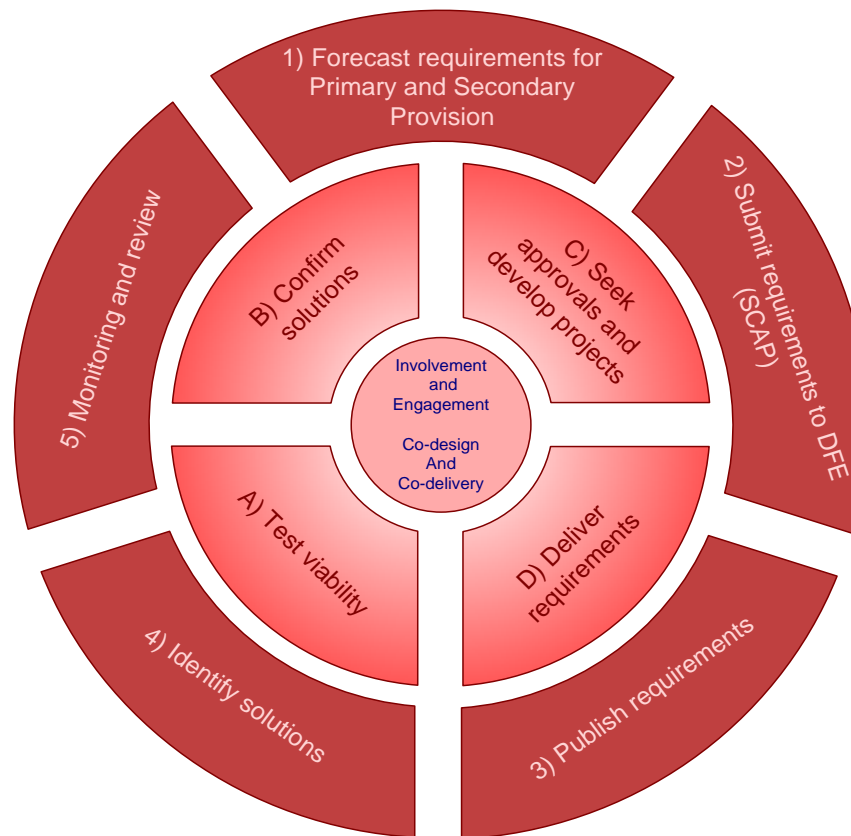 1) Forecast requirements for
Primary and Secondary
Provision
2) Submit requirements to DFE
(SCAP)
3) Publish requirements
4) Identify solutions
5) Monitoring and review
A) Test viability
B) Confirm
solutions
C) Seek
approvals and
develop projects
D) Deliver
requirements
Involvement
and
Engagement
Co-design
And
Co-delivery